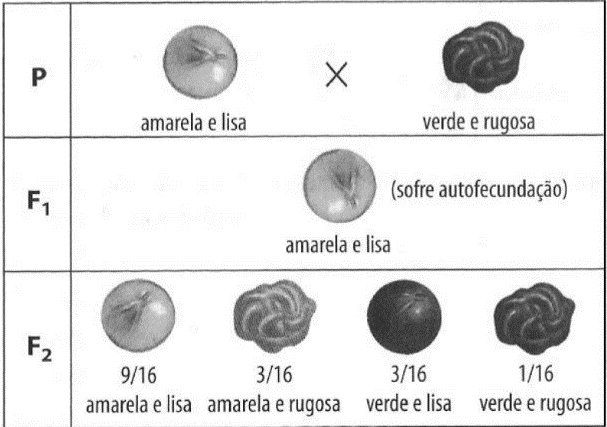 P
×
amarela e lisa
verde e rugosa
F₁
(sofre autofecundação)
amarela e lisa
F₂
9/16
3/16
3/16
1/16
amarela e lisa
amarela e rugosa
verde e lisa
verde e rugosa